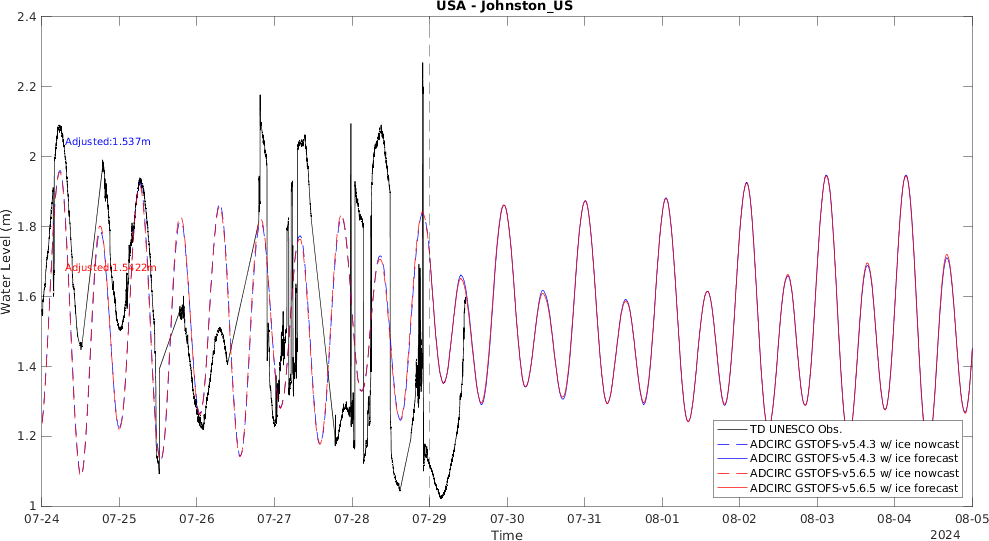 USA - Johnston_US
2.4
2.2
2
1.8
1.6
1.4
1.2
1
Water Level (m)
Adjusted:1.537m
Adjusted:1.5422m
TD UNESCO Obs.
ADCIRC GSTOFS-v5.4.3 w/ ice nowcast
ADCIRC GSTOFS-v5.4.3 w/ ice forecast
ADCIRC GSTOFS-v5.6.5 w/ ice nowcast
ADCIRC GSTOFS-v5.6.5 w/ ice forecast
07-24 07-25 07-26 07-27 07-28 07-29 07-30 07-31 08-01 08-02 08-03 08-04 08-05
Time
2024